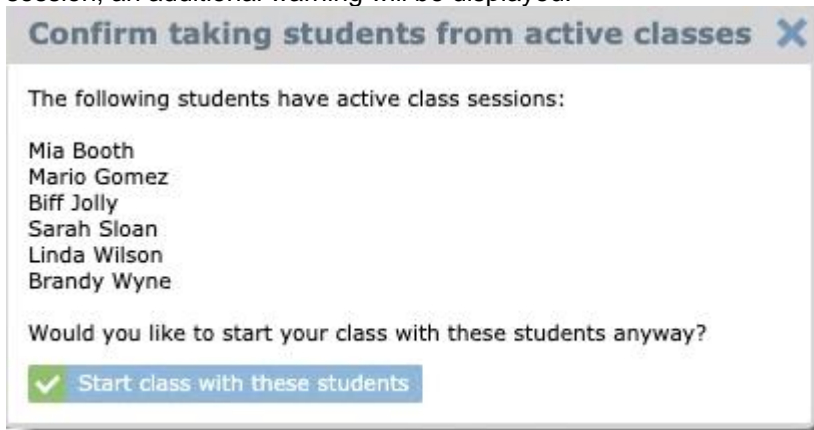 session, an additional warning will be displayed.
Confirm taking students from active classes
The following students have active class sessions:
Mia Booth
Mario Gomez
Biff Jolly
Sarah Sloan
Linda Wilson
Brandy Wyne
Would you like to start your class with these students anyway?
Start class with these students